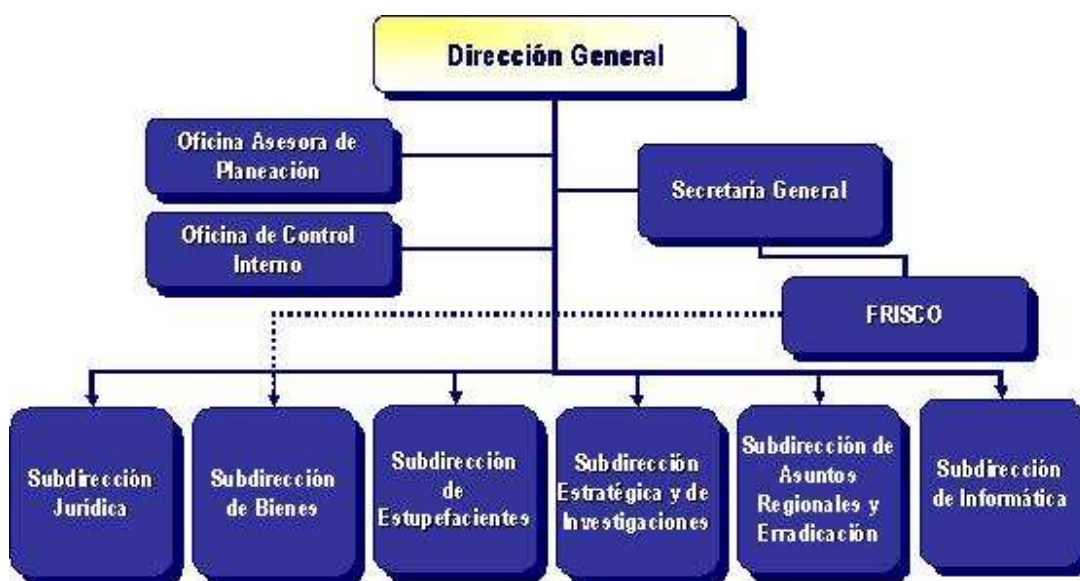 Dirección General
Oficina Asesora de
Planeación
Secretaría General
Oficina de Control
Interno
FRISCO
Subdirección
Jurídica
Subdirección
de Bienes
Subdirección
de
Estupefacientes
Subdirección
Estratégica y de
Investigaciones
Subdirección de
Asuntos
Regionales y
Erradicación
Subdirección
de Informática